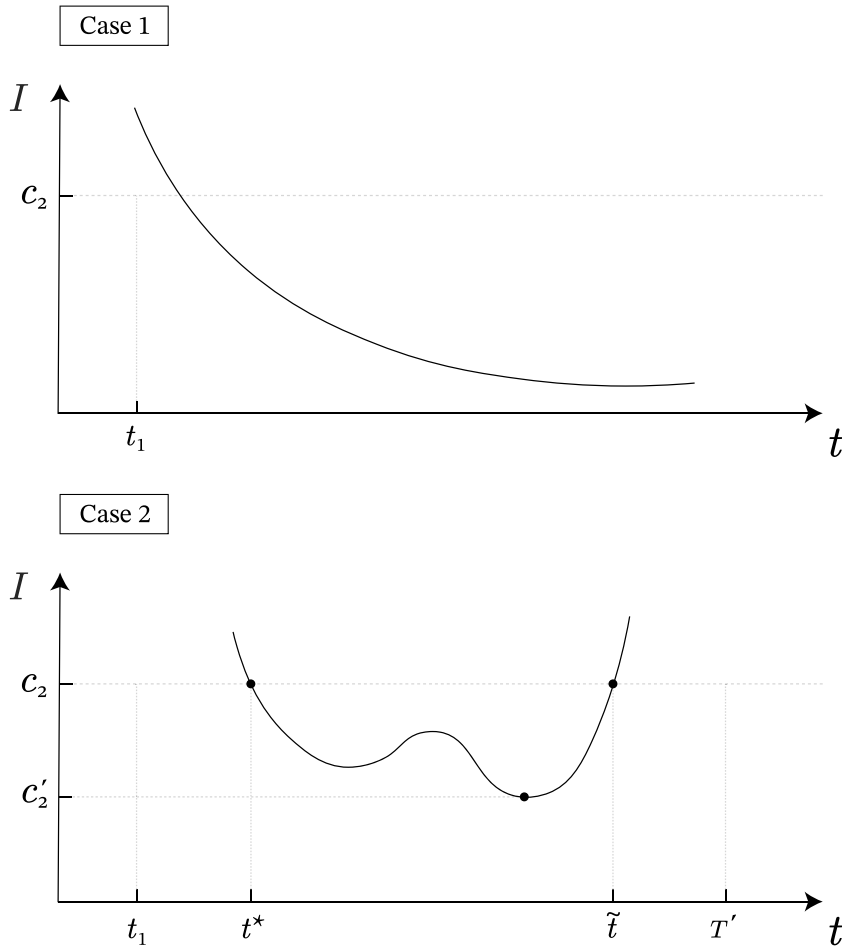 Case 1
I
c₂
t₁
t
Case 2
I
c₂
c₂′
t₁ t⋆ t̃ T′ t